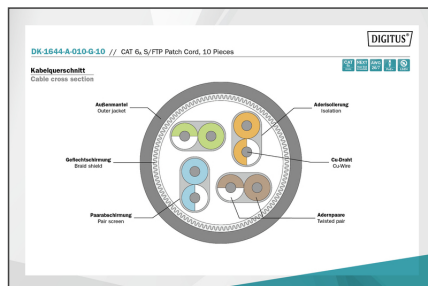 DIGITUS®
DK-1644-A-010-G-10 // CAT 6A S/FTP Patch Cord, 10 Pieces
Kabelquerschnitt
Cable cross section
Außenmantel
Outer jacket
Aderisolierung
Isolation
Geflechtschirmung
Braid shield
Cu-Draht
Cu-Wire
Paarabschirmung
Pair screen
Adernpaare
Twisted pair